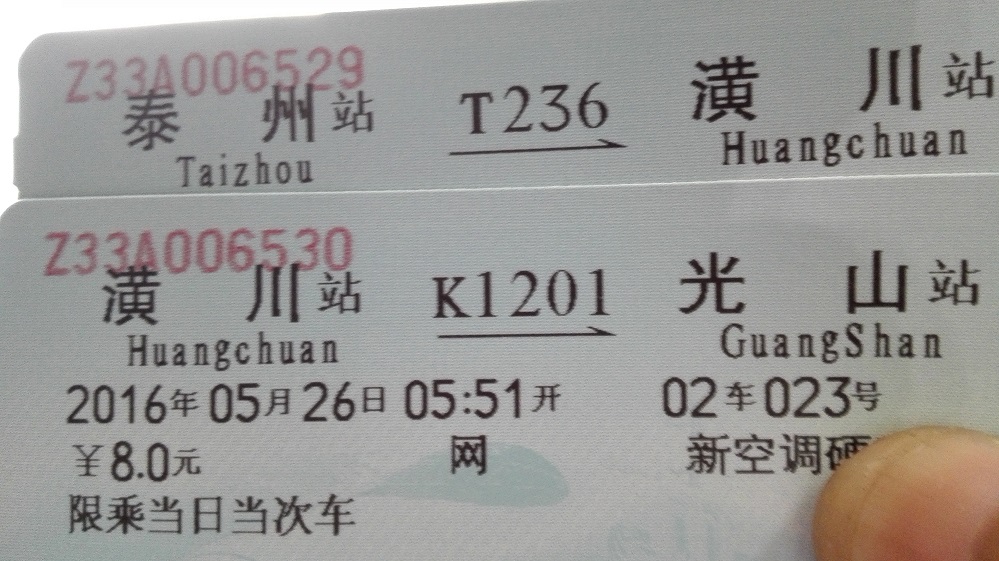 Z33A006529
泰 州站 T236 潢 川站
Taizhou Huangchuan
Z33A006530
潢 川站 K1201 光 山站
Huangchuan GuangShan
2016年05月26日 05:51开 02车023号
¥8.0元 网 新空调硬
限乘当日当次车